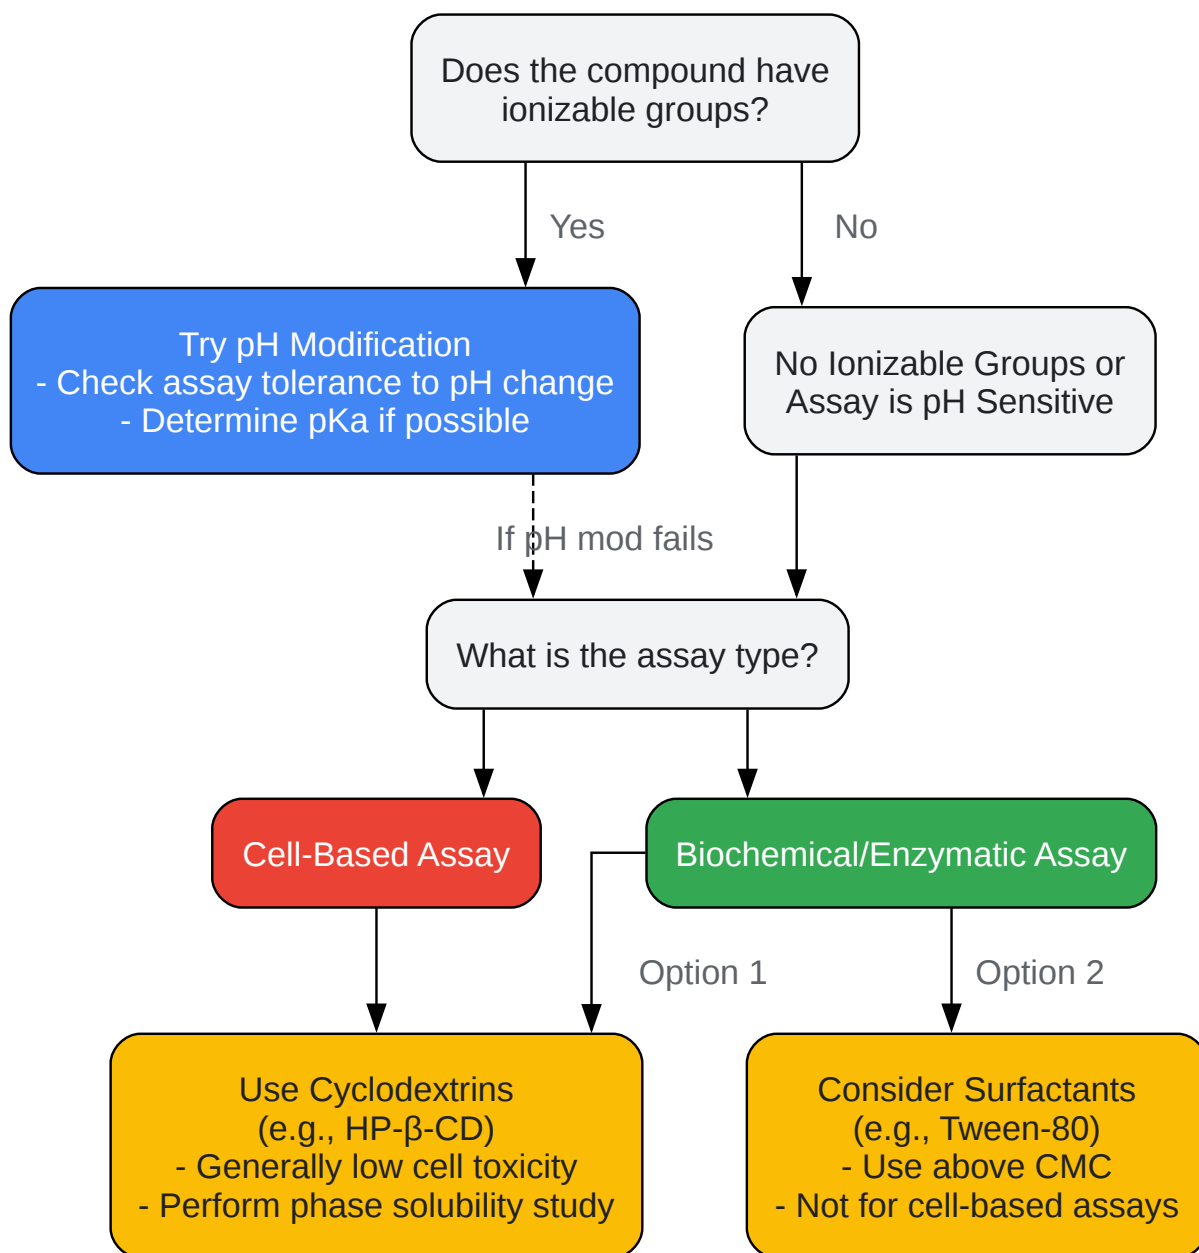 Does the compound have
ionizable groups?
Yes
No
Try pH Modification
- Check assay tolerance to pH change
- Determine pKa if possible
No Ionizable Groups or
Assay is pH Sensitive
If pH mod fails
What is the assay type?
Cell-Based Assay
Biochemical/Enzymatic Assay
Option 1
Option 2
Use Cyclodextrins
(e.g., HP-β-CD)
- Generally low cell toxicity
- Perform phase solubility study
Consider Surfactants
(e.g., Tween-80)
- Use above CMC
- Not for cell-based assays